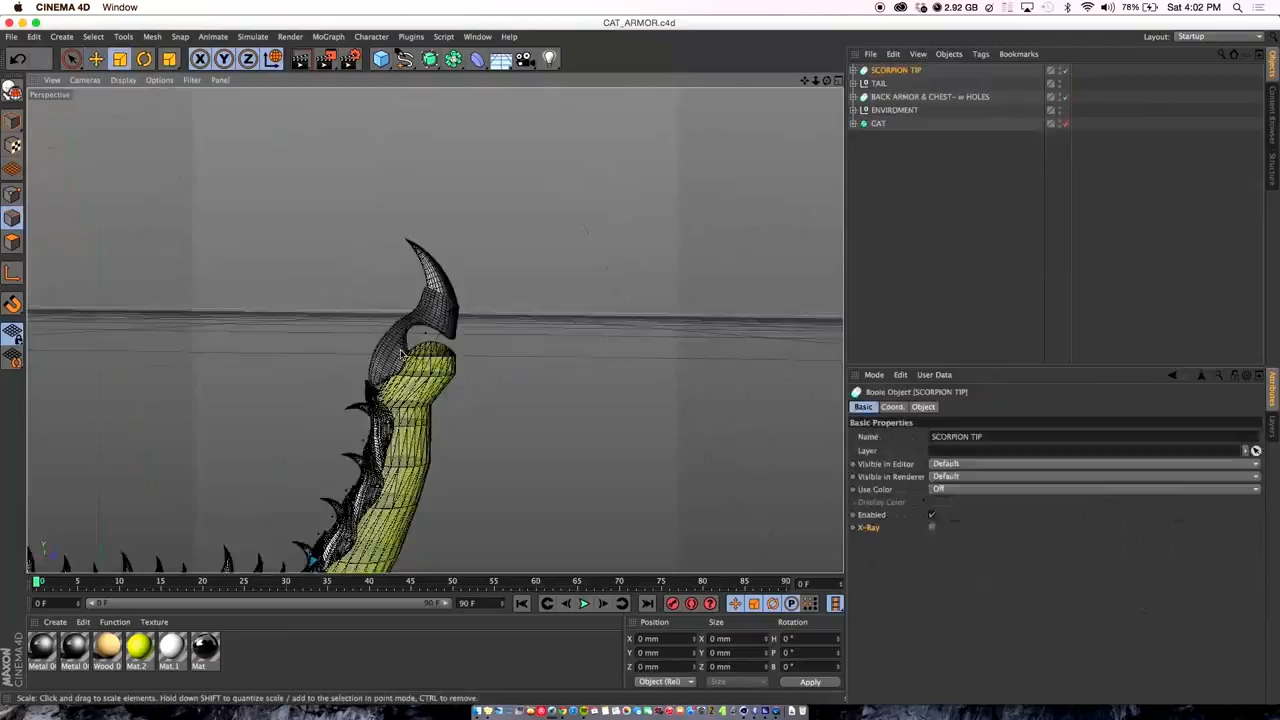 CINEMA 4D Window
2.92 GB 78% Sat 4:02 PM
CAT_ARMOR.c4d
File Edit Create Select Tools Mesh Snap Animate Simulate Render MoGraph Character Plugins Script Window Help
Layout: Startup
File Edit View Objects Tags Bookmarks
SCORPION TIP
TAIL
BACK ARMOR & CHEST-- w HOLES
ENVIRDMENT
CAT
View Cameras Display Options Filter Panel
Perspective
Objects
Content Browser
Structure
Mode Edit User Data
Boole Object [SCORPION TIP]
Basic Coord. Object
Basic Properties
Name SCORPION TIP
Layer
Visible in Editor Default
Visible in Renderer Default
Use Color Off
Display Color
Enabled
X-Ray
Attributes
Layers
Y
0 5 10 15 20 25 30 35 40 45 50 55 60 65 70 75 80 85 90 0 F
0 F 0 F 90 F 90 F
Create Edit Function Texture
Metal 0 Metal 0 Wood 0 Mat.2 Mat.1 Mat
Position Size Rotation
X 0 mm X 0 mm H 0 °
Y 0 mm Y 0 mm P 0 °
Z 0 mm Z 0 mm B 0 °
Object (Rel) Size Apply
MAXON CINEMA 4D
Scale: Click and drag to scale elements. Hold down SHIFT to quantize scale / add to the selection in point mode, CTRL to remove.